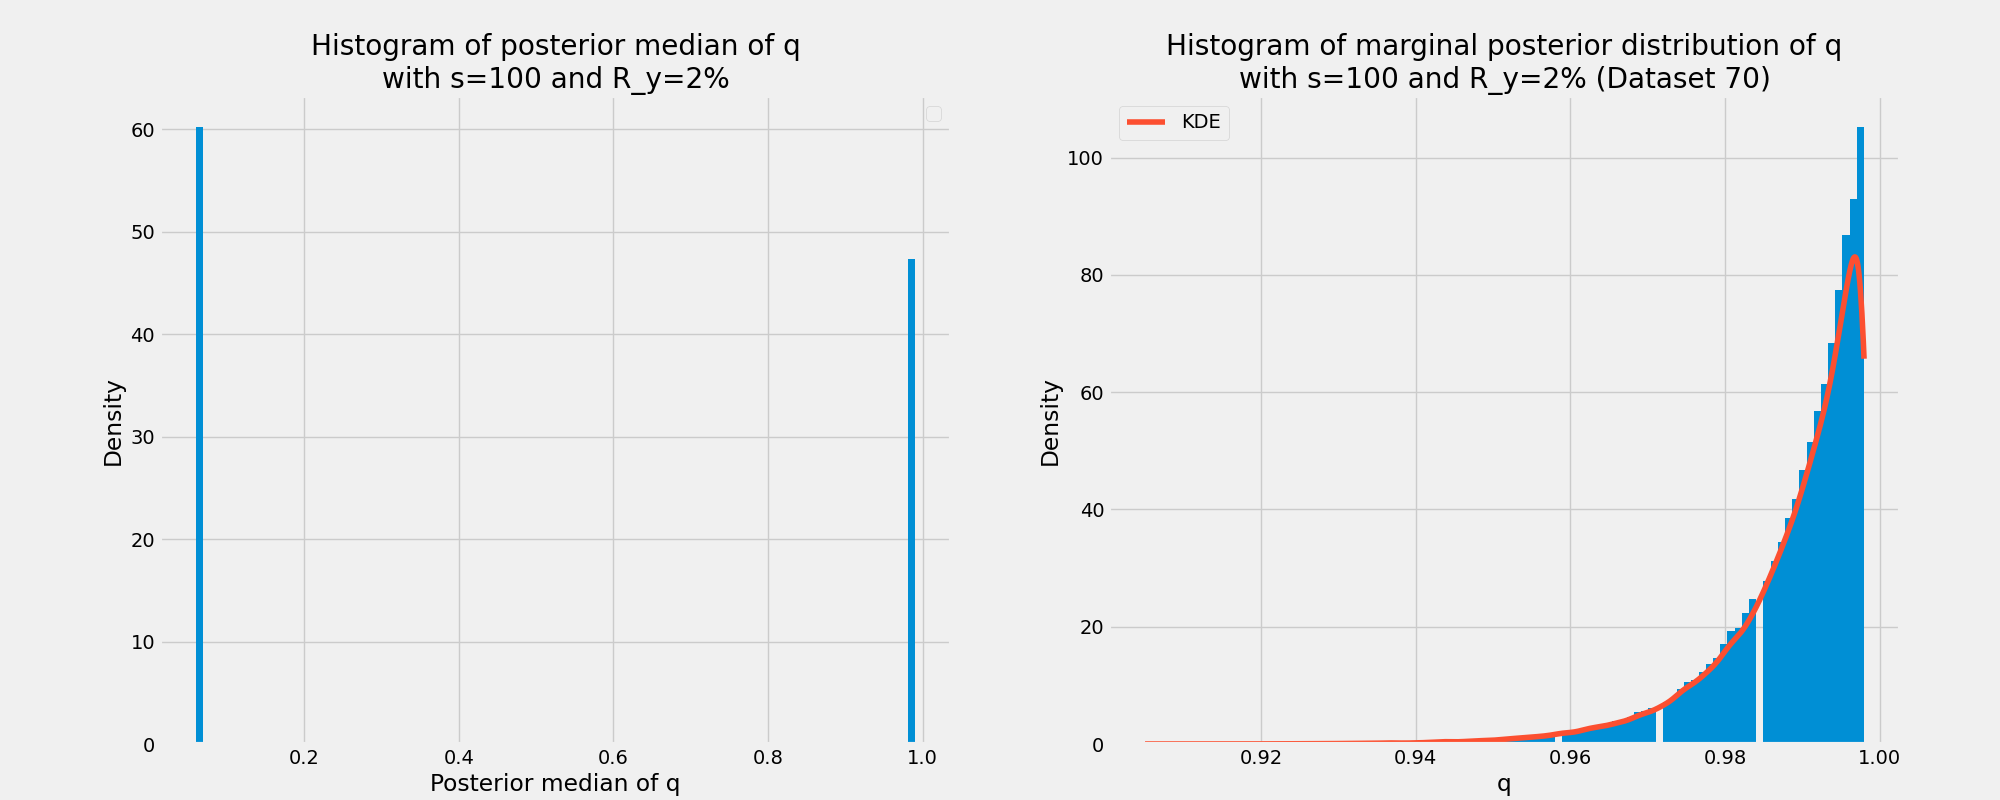 Histogram of posterior median of q
with s=100 and R_y=2%
60
50
40
30
20
10
0
Density
0.2 0.4 0.6 0.8 1.0
Posterior median of q
Histogram of marginal posterior distribution of q
with s=100 and R_y=2% (Dataset 70)
KDE
100
80
60
40
20
0
Density
0.92 0.94 0.96 0.98 1.00
q